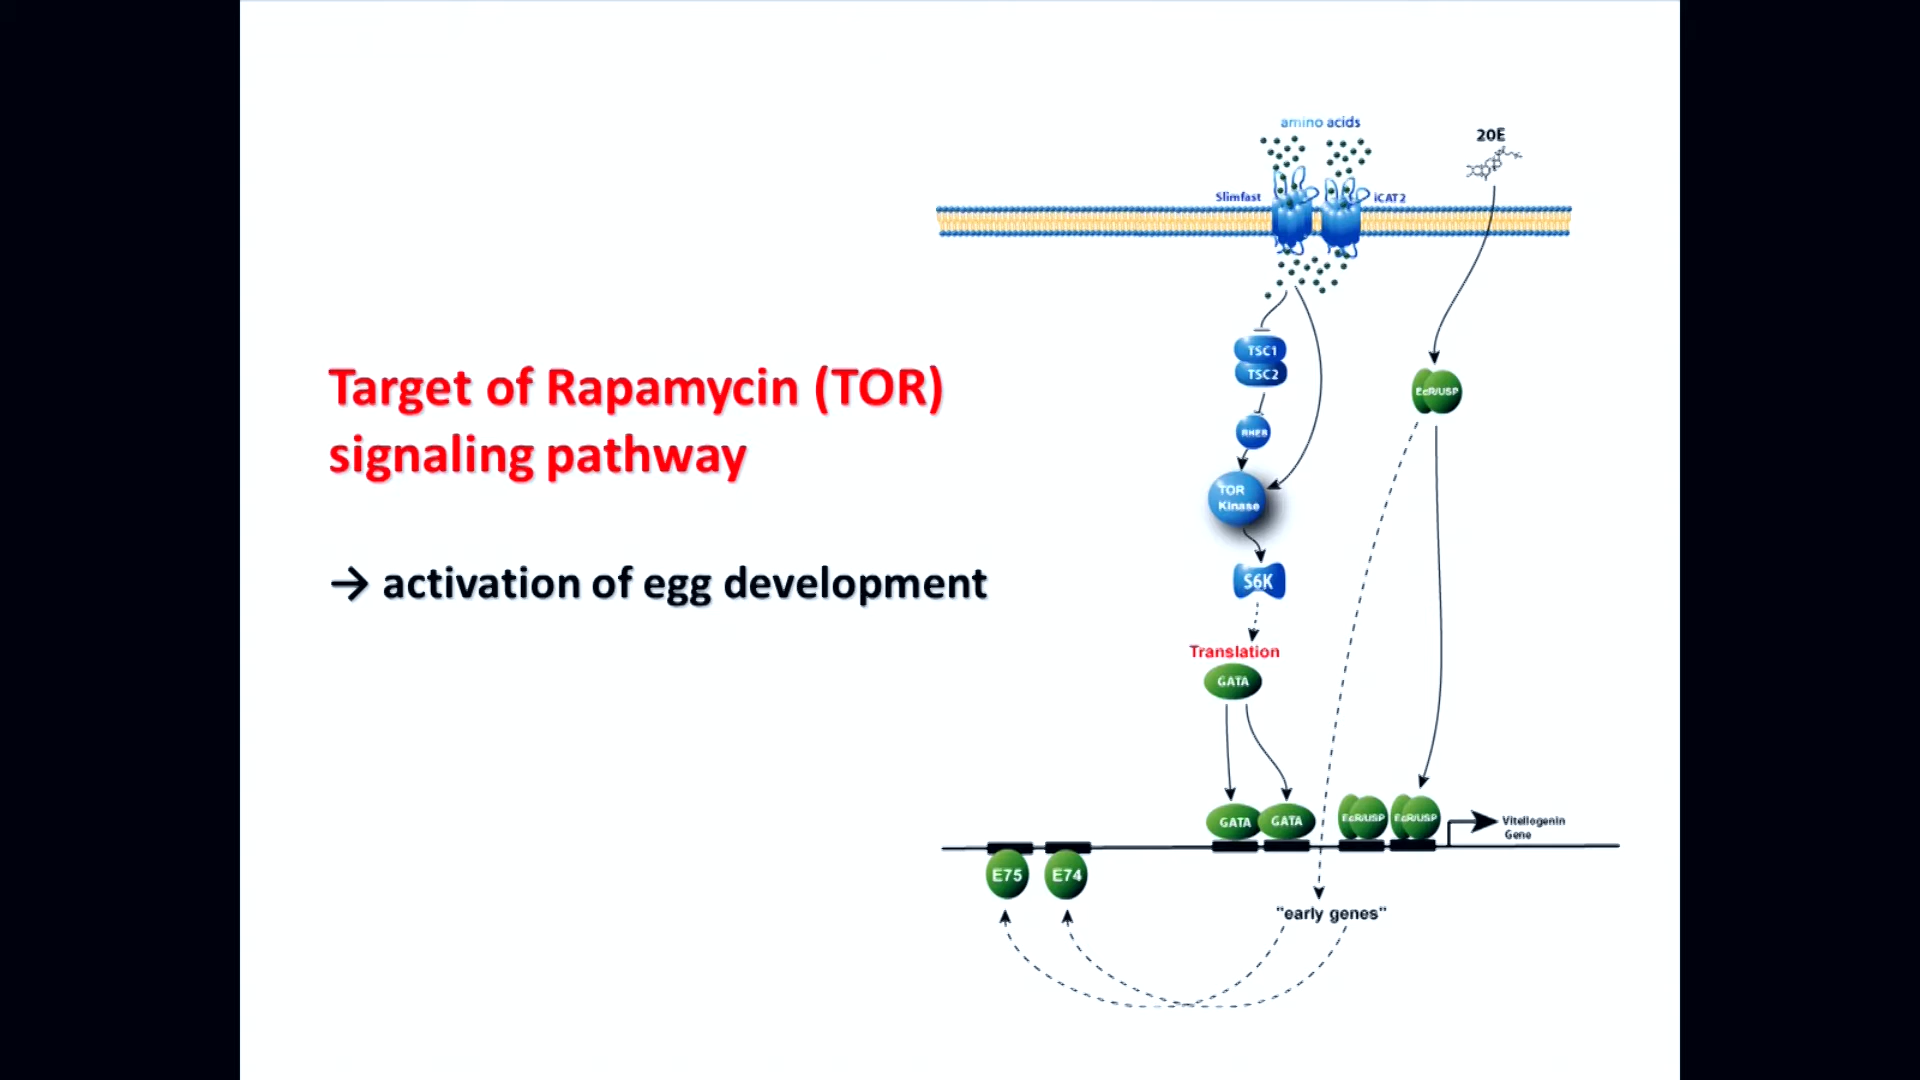 amino acids
20E
Slimfast
iCAT2
TSC1
TSC2
EcR/USP
Target of Rapamycin (TOR)
signaling pathway
RHEB
TOR
Kinase
→ activation of egg development
S6K
Translation
GATA
GATA
GATA
EcR/USP
EcR/USP
Vitellogenin
Gene
E75
E74
"early genes"